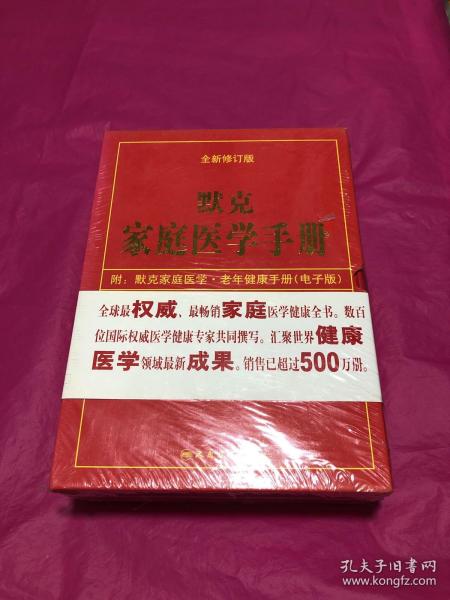 全新修订版
默克
家庭医学手册
附：默克家庭医学·老年健康手册(电子版)
全球最权威、最畅销家庭医学健康全书。数百
位国际权威医学健康专家共同撰写。汇聚世界健康
医学领域最新成果。销售已超过500万册。
孔夫子旧书网
www.kongfz.com